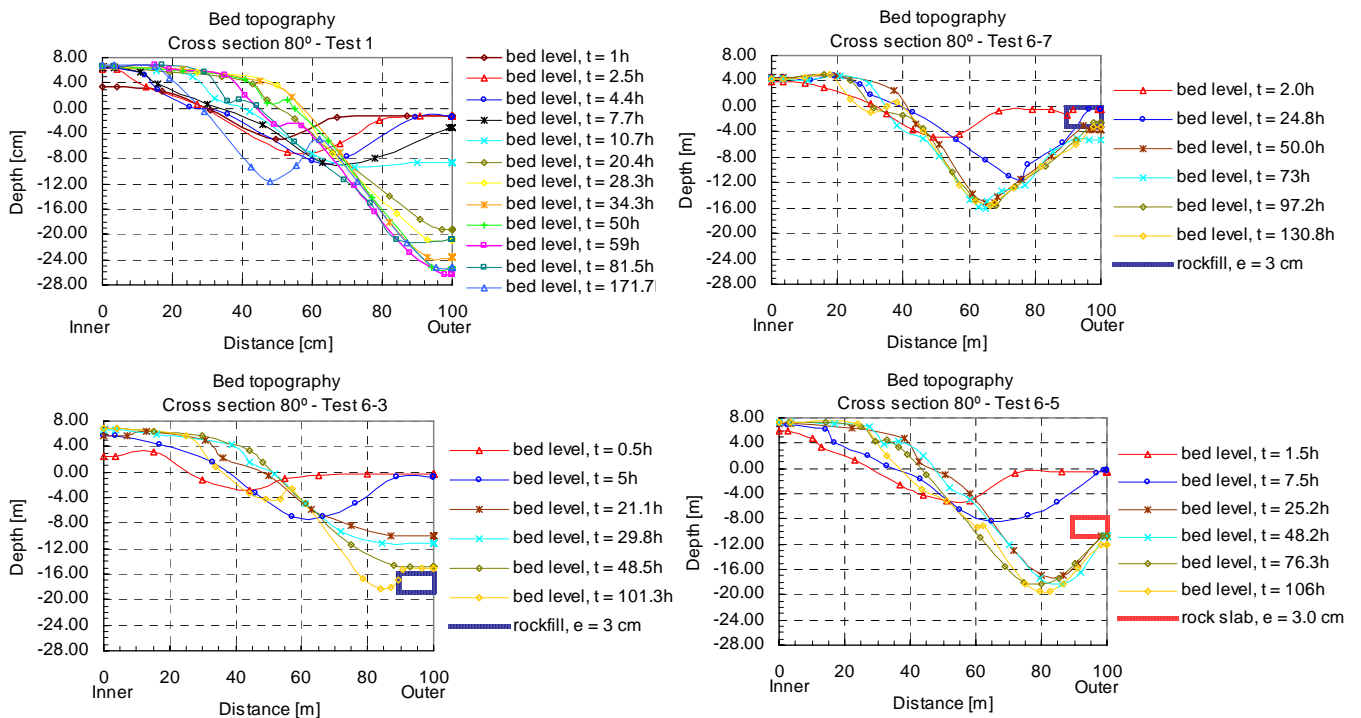 Bed topography
Cross section 80º - Test 1
8.00
4.00
0.00
-4.00
-8.00
-12.00
-16.00
-20.00
-24.00
-28.00
Depth [cm]
0 20 40 60 80 100
Inner Outer
Distance [cm]
bed level, t = 1h
bed level, t = 2.5h
bed level, t = 4.4h
bed level, t = 7.7h
bed level, t = 10.7h
bed level, t = 20.4h
bed level, t = 28.3h
bed level, t = 34.3h
bed level, t = 50h
bed level, t = 59h
bed level, t = 81.5h
bed level, t = 171.7
Bed topography
Cross section 80º - Test 6-7
8.00
4.00
0.00
-4.00
-8.00
-12.00
-16.00
-20.00
-24.00
-28.00
Depth [m]
0 20 40 60 80 100
Inner Outer
Distance [m]
bed level, t = 2.0h
bed level, t = 24.8h
bed level, t = 50.0h
bed level, t = 73h
bed level, t = 97.2h
bed level, t = 130.8h
rockfill, e = 3 cm
Bed topography
Cross section 80º - Test 6-3
8.00
4.00
0.00
-4.00
-8.00
-12.00
-16.00
-20.00
-24.00
-28.00
Depth [m]
0 20 40 60 80 100
Inner Outer
Distance [m]
bed level, t = 0.5h
bed level, t = 5h
bed level, t = 21.1h
bed level, t = 29.8h
bed level, t = 48.5h
bed level, t = 101.3h
rockfill, e = 3 cm
Bed topography
Cross section 80º - Test 6-5
8.00
4.00
0.00
-4.00
-8.00
-12.00
-16.00
-20.00
-24.00
-28.00
Depth [m]
0 20 40 60 80 100
Inner Outer
Distance [m]
bed level, t = 1.5h
bed level, t = 7.5h
bed level, t = 25.2h
bed level, t = 48.2h
bed level, t = 76.3h
bed level, t = 106h
rock slab, e = 3.0 cm